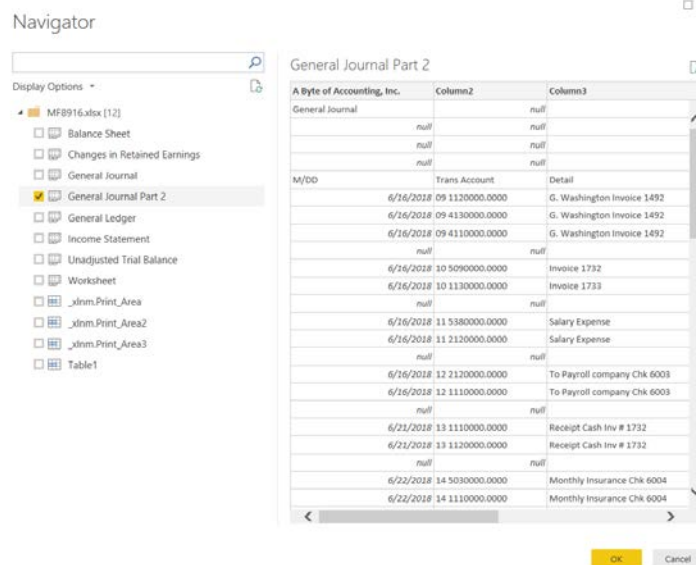 Navigator
Display Options
MF8916.xlsx [12]
Balance Sheet
Changes in Retained Earnings
General Journal
General Journal Part 2
General Ledger
Income Statement
Unadjusted Trial Balance
Worksheet
_xlnm.Print_Area
_xlnm.Print_Area2
_xlnm.Print_Area3
Table1
General Journal Part 2
A Byte of Accounting, Inc. Column2 Column3
General Journal null
null null
null null
null null
M/DD Trans Account Detail
6/16/2018 09 1120000.0000 G. Washington Invoice 1492
6/16/2018 09 4130000.0000 G. Washington Invoice 1492
6/16/2018 09 4110000.0000 G. Washington Invoice 1492
null null
6/16/2018 10 5090000.0000 Invoice 1732
6/16/2018 10 1130000.0000 Invoice 1733
null null
6/16/2018 11 5380000.0000 Salary Expense
6/16/2018 11 2120000.0000 Salary Expense
null null
6/16/2018 12 2120000.0000 To Payroll company Chk 6003
6/16/2018 12 1110000.0000 To Payroll company Chk 6003
null null
6/21/2018 13 1110000.0000 Receipt Cash Inv # 1732
6/21/2018 13 1120000.0000 Receipt Cash Inv # 1732
null null
6/22/2018 14 5030000.0000 Monthly Insurance Chk 6004
6/22/2018 14 1110000.0000 Monthly Insurance Chk 6004
OK Cancel